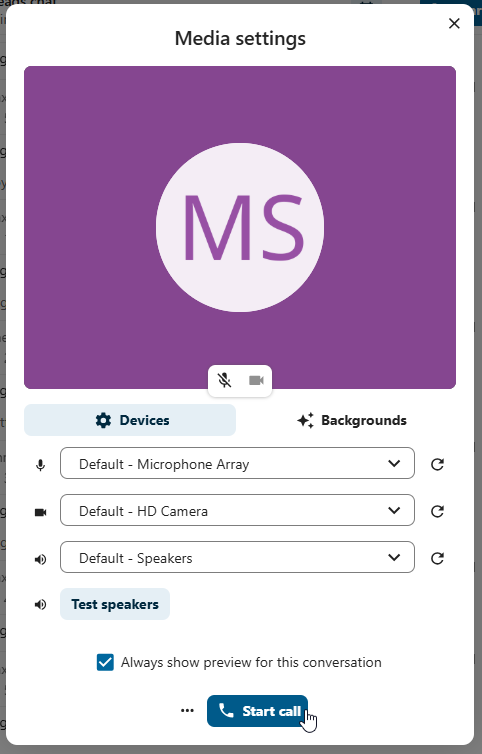 Media settings
MS
Devices
Backgrounds
Default - Microphone Array
Default - HD Camera
Default - Speakers
Test speakers
Always show preview for this conversation
Start call